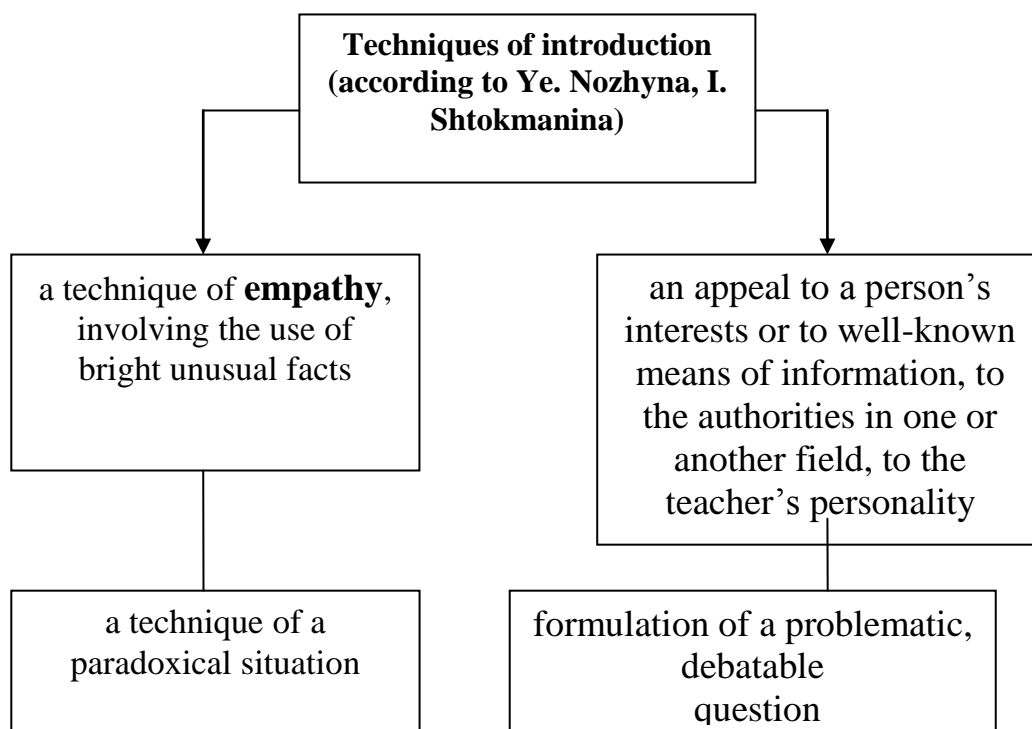 Techniques of introduction
(according to Ye. Nozhyna, I.
Shtokmanina)
a technique of empathy,
involving the use of
bright unusual facts
an appeal to a person’s
interests or to well-known
means of information, to
the authorities in one or
another field, to the
teacher’s personality
a technique of a
paradoxical situation
formulation of a problematic,
debatable
question